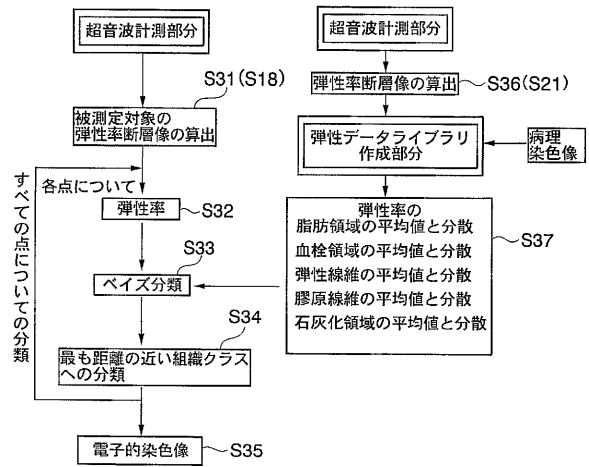 超音波計測部分
S31(S18)
被測定対象の
弾性率断層像の算出
各点について
弾性率
S32
S33
ベイズ分類
S34
最も距離の近い組織クラス
への分類
すべての点についての分類
電子的染色像
S35
超音波計測部分
弾性率断層像の算出
S36(S21)
弾性データライブラリ
作成部分
病理
染色像
弾性率の
脂肪領域の平均値と分散
血栓領域の平均値と分散
弾性線維の平均値と分散
膠原線維の平均値と分散
石灰化領域の平均値と分散
S37